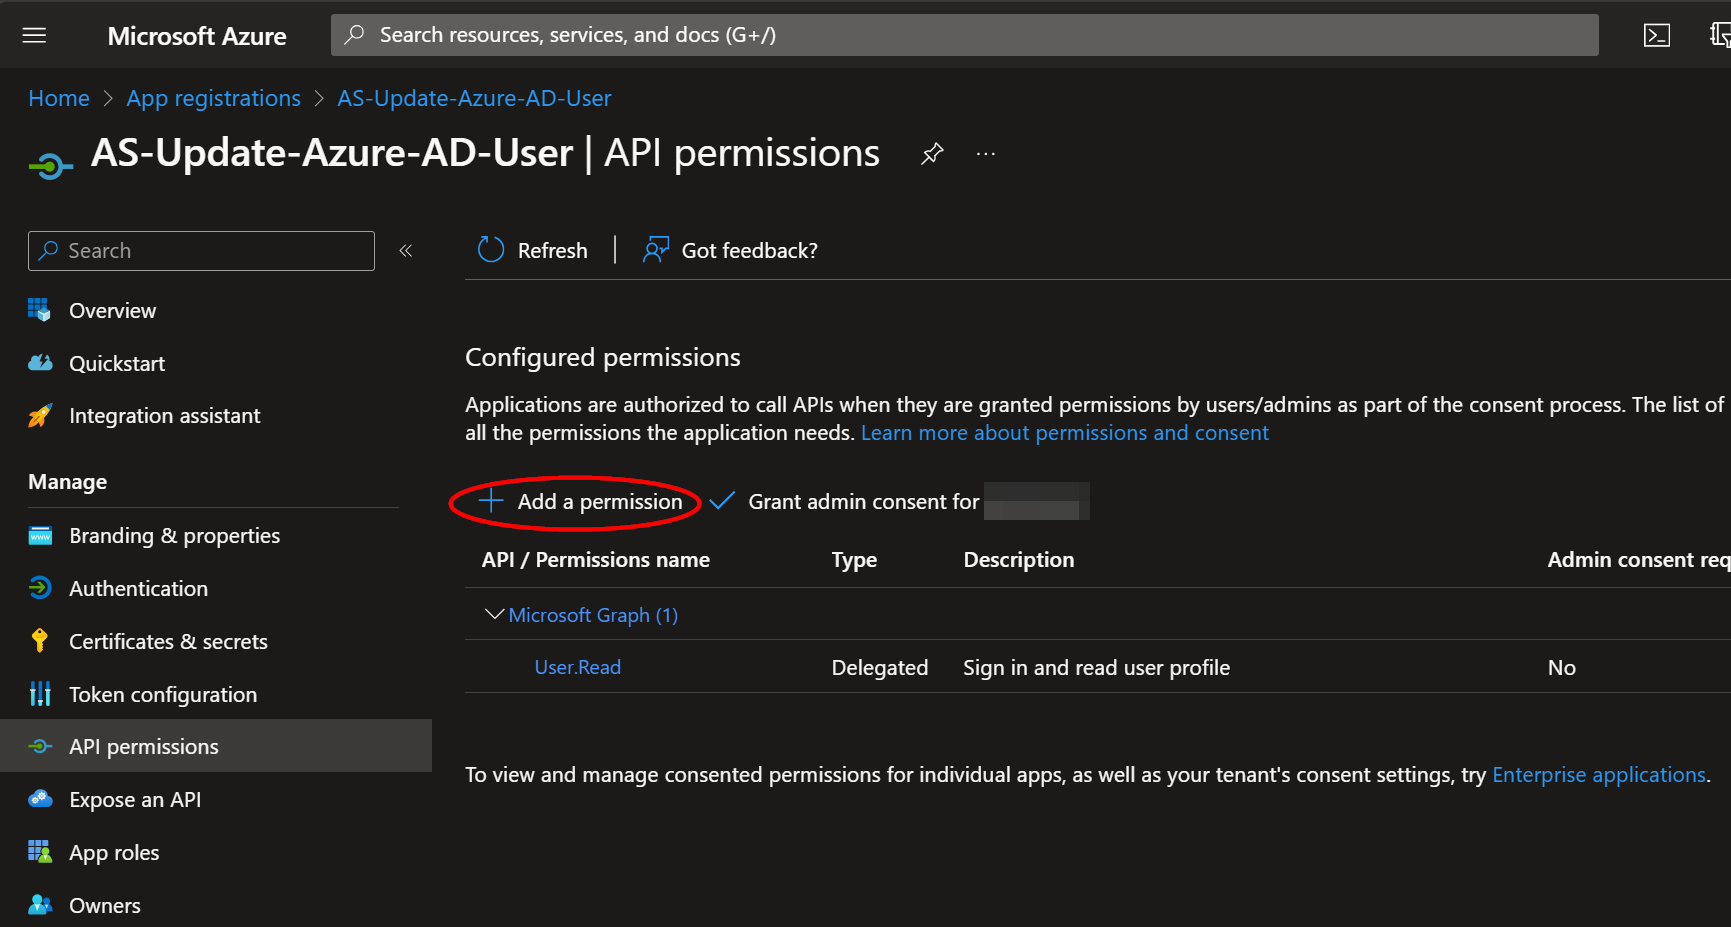 Microsoft Azure
Search resources, services, and docs (G+/)
Home > App registrations > AS-Update-Azure-AD-User
AS-Update-Azure-AD-User | API permissions
Search
Refresh
Got feedback?
Overview
Quickstart
Integration assistant
Manage
Branding & properties
Authentication
Certificates & secrets
Token configuration
API permissions
Expose an API
App roles
Owners
Configured permissions
Applications are authorized to call APIs when they are granted permissions by users/admins as part of the consent process. The list of
all the permissions the application needs. Learn more about permissions and consent
Add a permission
Grant admin consent for
API / Permissions name Type Description Admin consent req
Microsoft Graph (1)
User.Read Delegated Sign in and read user profile No
To view and manage consented permissions for individual apps, as well as your tenant's consent settings, try Enterprise applications.